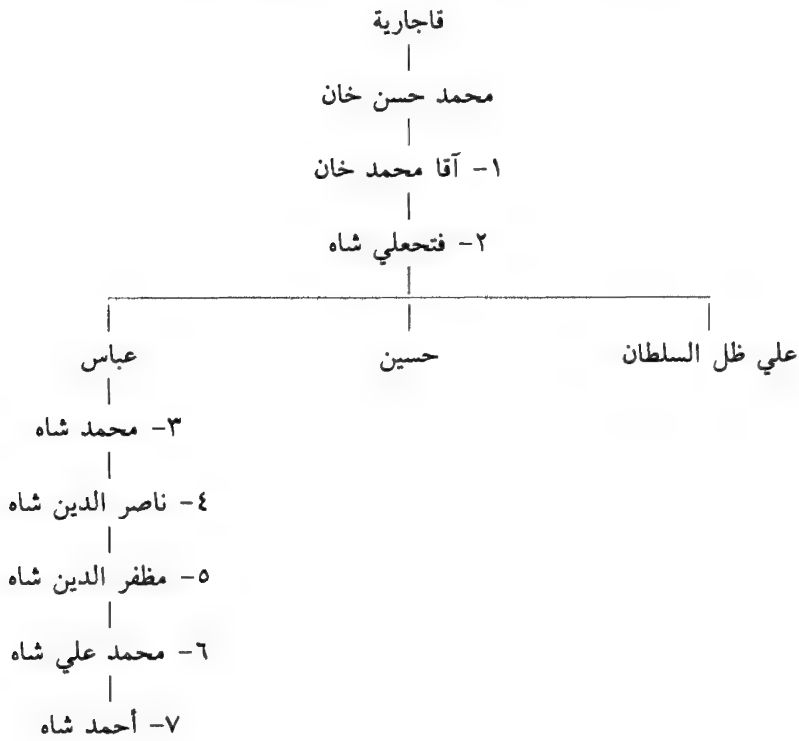 قاجارية
محمد حسن خان
١- آقا محمد خان
٢- فتحعلي شاه
علي ظل السلطان حسين عباس
٣- محمد شاه
٤- ناصر الدين شاه
٥- مظفر الدين شاه
٦- محمد علي شاه
٧- أحمد شاه